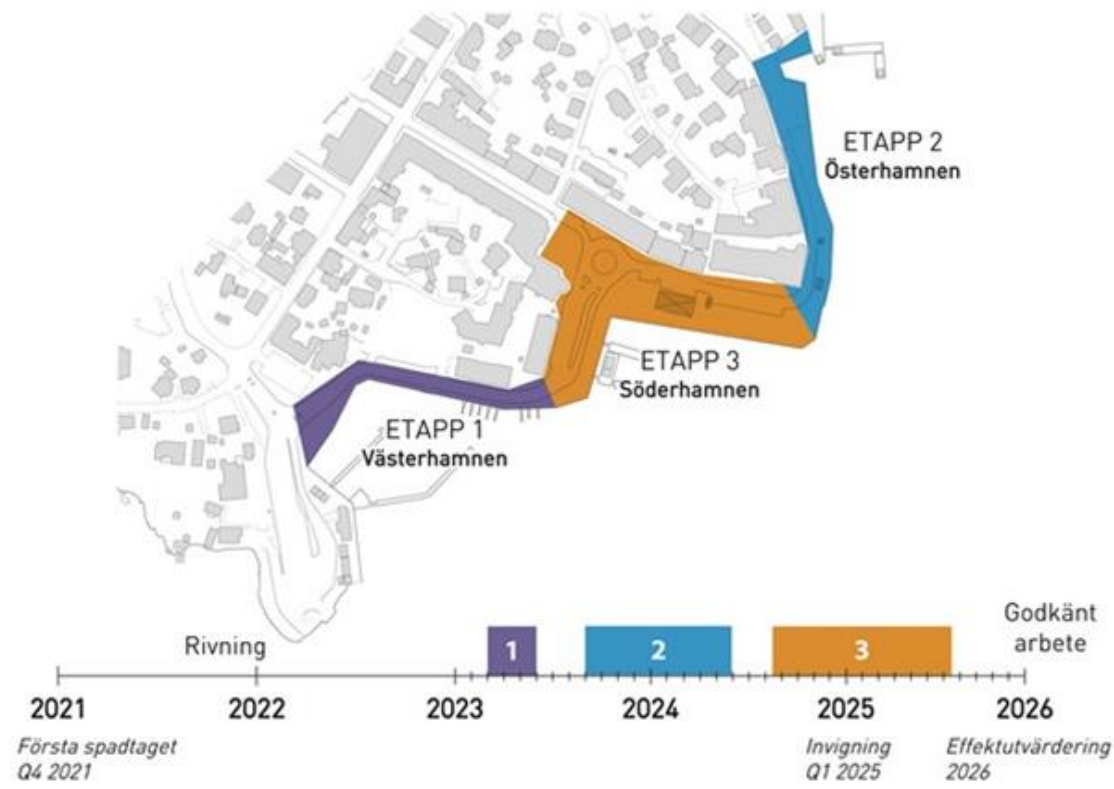 ETAPP 2
Österhamnen
ETAPP 3
Söderhamnen
ETAPP 1
Västerhamnen
Rivning
1
2
3
Godkänt
arbete
2021
2022
2023
2024
2025
2026
Första spadtaget
Q4 2021
Invigning
Q1 2025
Effektutvärdering
2026